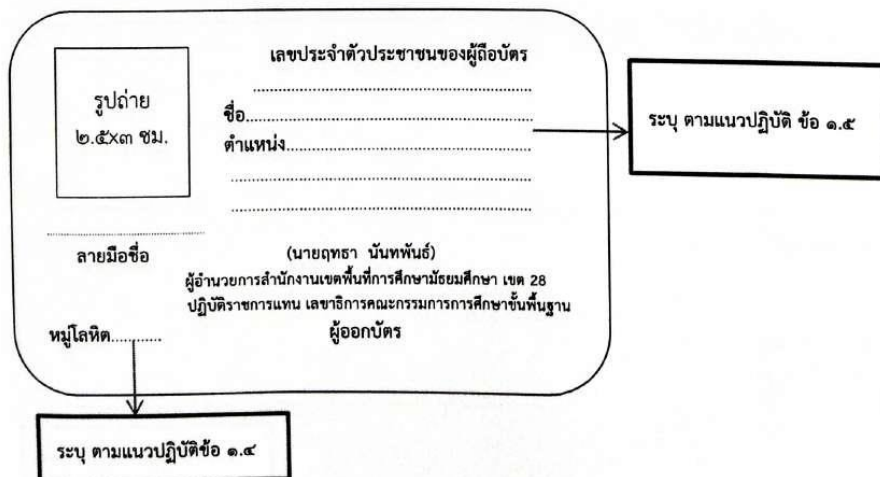 เลขประจำตัวประชาชนของผู้ถือบัตร
รูปถ่าย
๒.๕x๓ ซม.
ชื่อ
ตำแหน่ง
ระบุ ตามแนวปฏิบัติ ข้อ ๑.๕
ลายมือชื่อ
(นายฤทธา นันทพันธ์)
ผู้อำนวยการสำนักงานเขตพื้นที่การศึกษามัธยมศึกษา เขต 28
ปฏิบัติราชการแทน เลขาธิการคณะกรรมการการศึกษาขั้นพื้นฐาน
ผู้ออกบัตร
หมู่โลหิต
ระบุ ตามแนวปฏิบัติข้อ ๑.๔